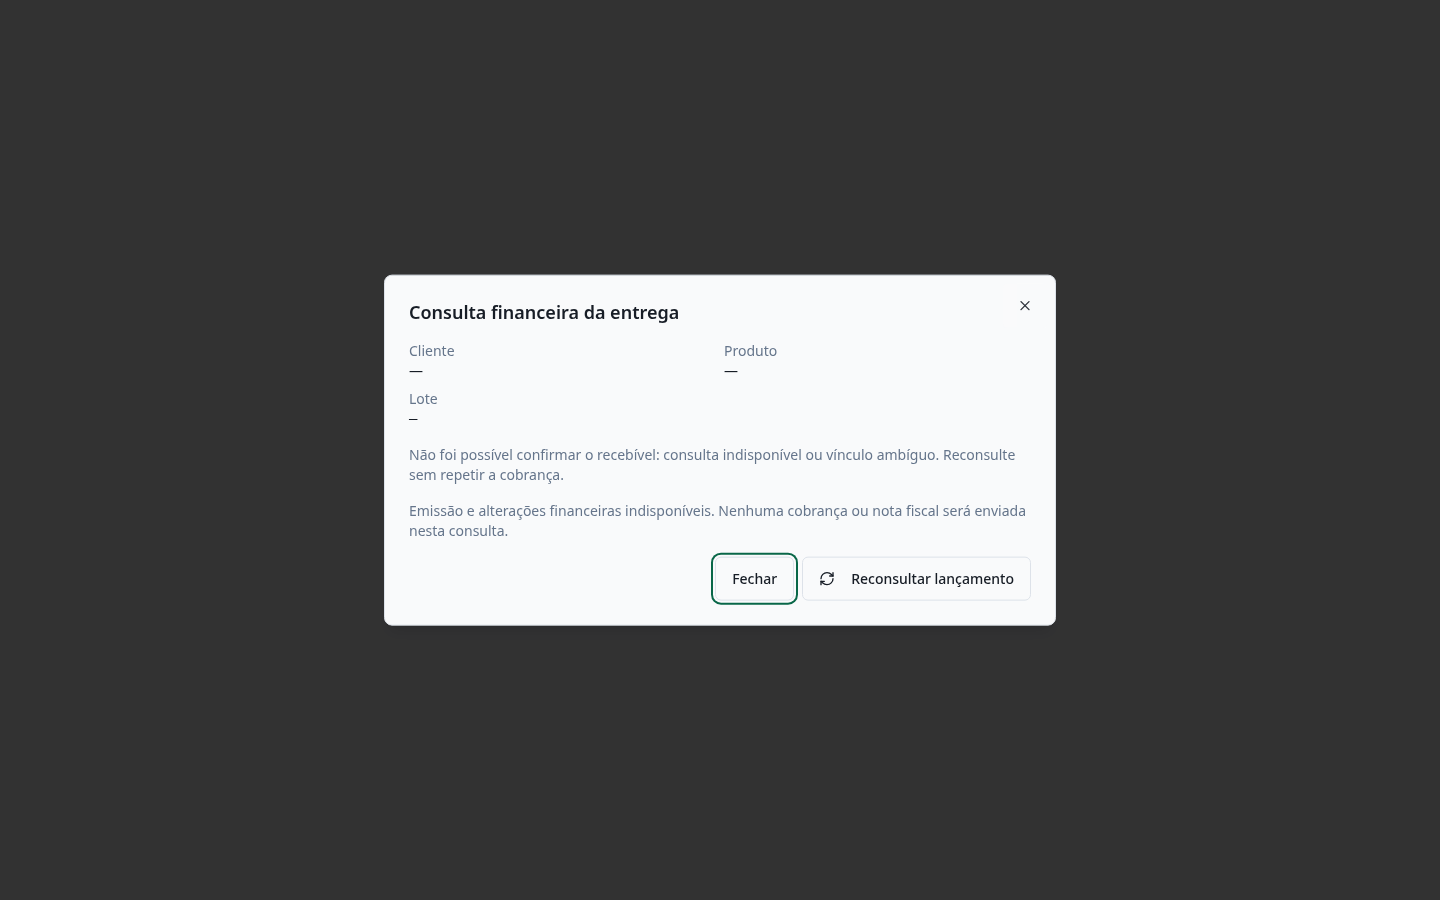 Consulta financeira da entrega
Cliente
—
Produto
—
Lote
—
Não foi possível confirmar o recebível: consulta indisponível ou vínculo ambíguo. Reconsulte
sem repetir a cobrança.
Emissão e alterações financeiras indisponíveis. Nenhuma cobrança ou nota fiscal será enviada
nesta consulta.
Fechar
Reconsultar lançamento